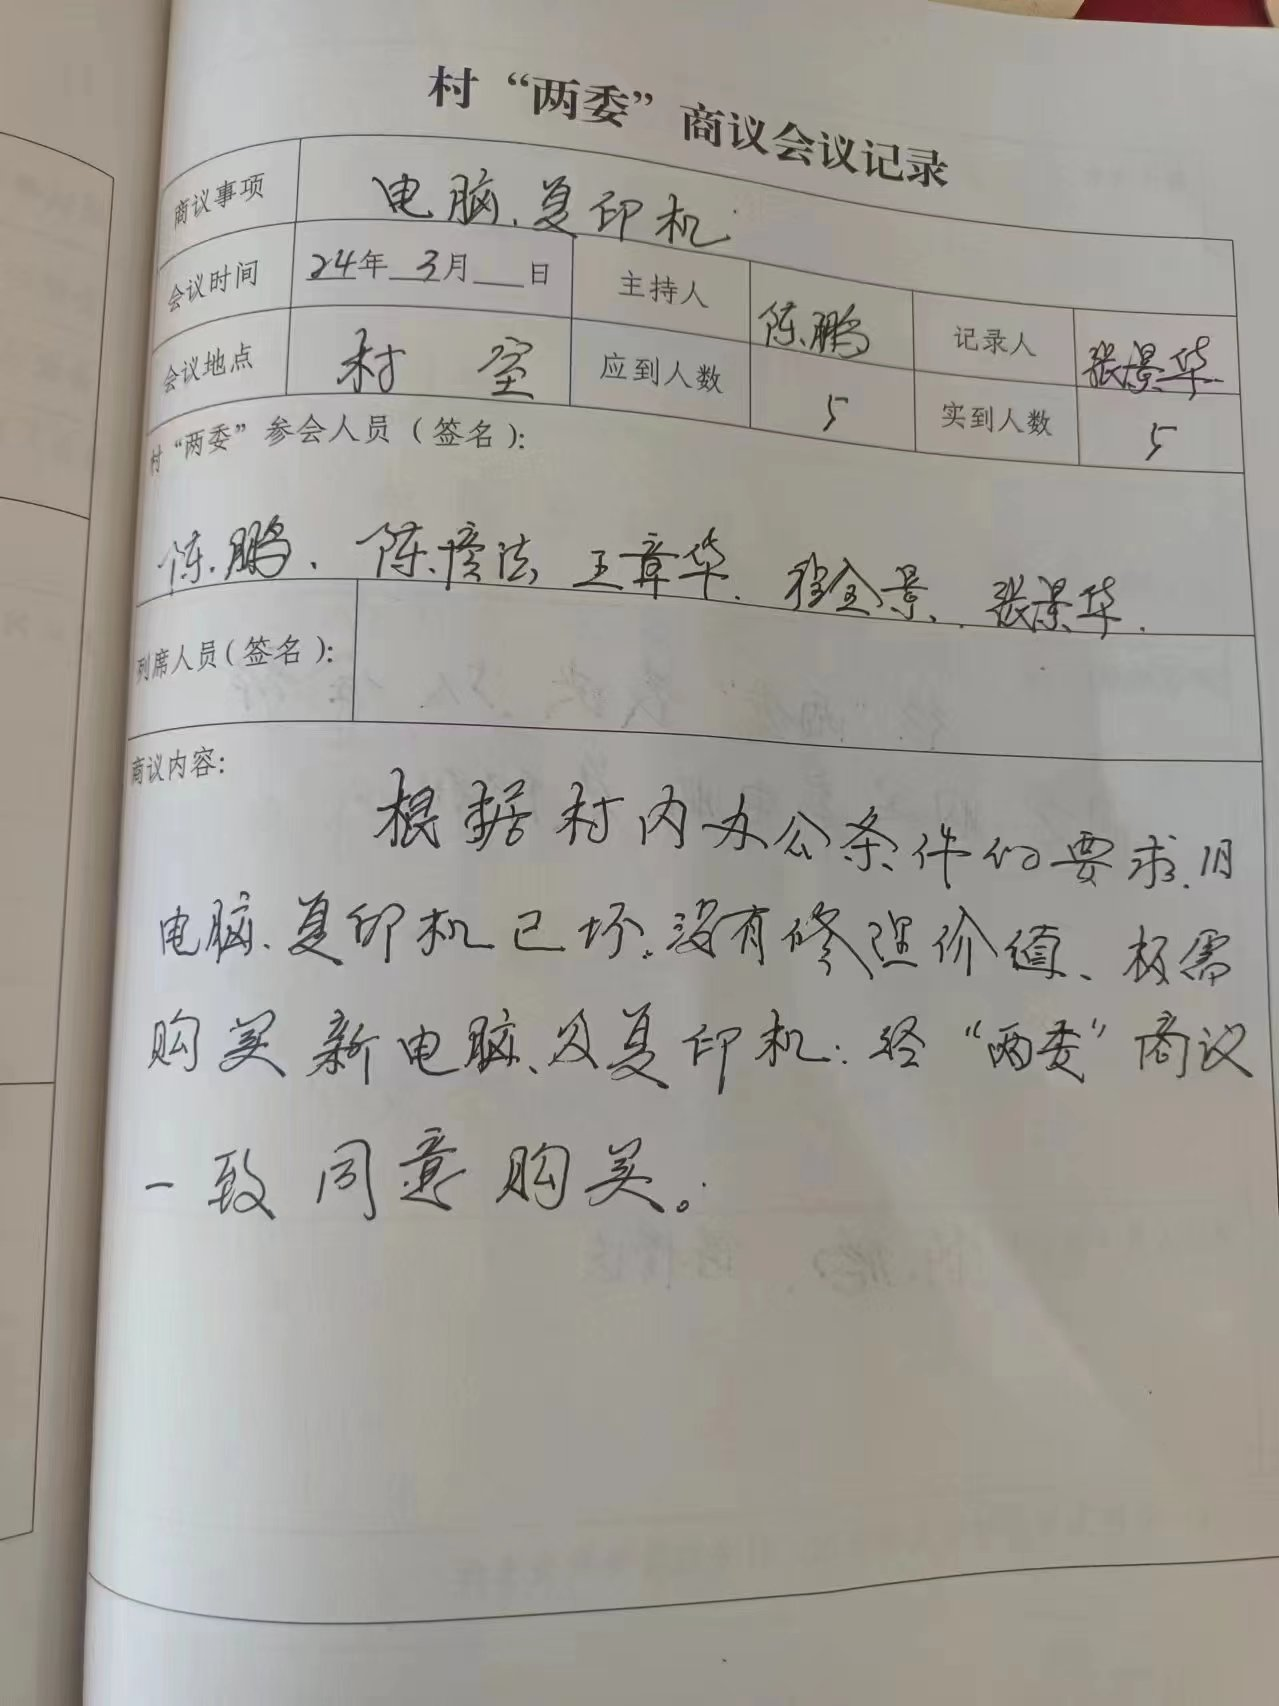 村“两委”商议会议记录
商议事项 电脑、复印机
会议时间 24年 3月 日 主持人 陈鹏 记录人 张景华
会议地点 村 室 应到人数 5 实到人数 5
村“两委”参会人员(签名):
陈鹏、陈法 王章华、程金景、张景华.
列席人员(签名):
商议内容:
根据村内办公条件的要求,旧
电脑、复印机已坏、没有修理价值、极需
购买新电脑、及复印机:经“两委”商议
一致同意购买。